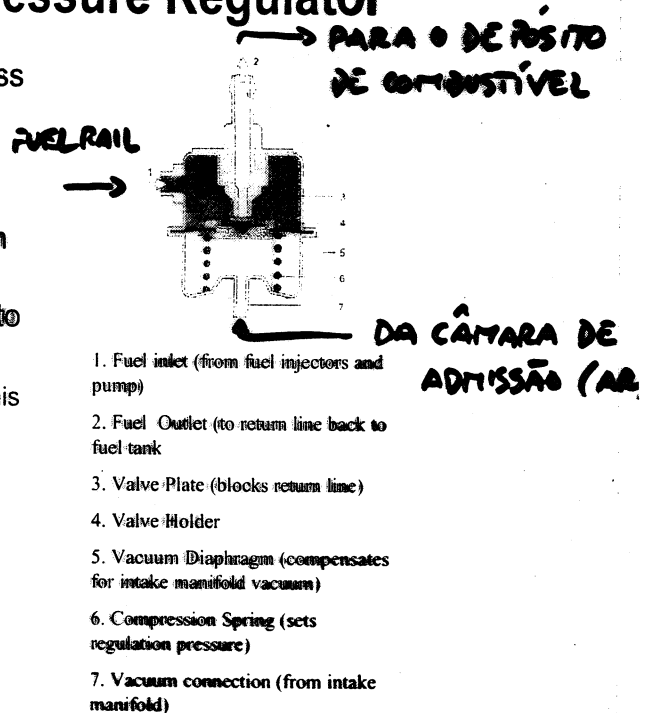 Regulator
PARA O DEPÓSITO
DE COMBUSTÍVEL
FUEL RAIL
1
2
3
4
5
6
7
DA CÂMARA DE
ADMISSÃO (AR
1. Fuel inlet (from fuel injectors and
pump)
2. Fuel Outlet (to return line back to
fuel tank
3. Valve Plate (blocks return line)
4. Valve Holder
5. Vacuum Diaphragm (compensates
for intake manifold vacuum)
6. Compression Spring (sets
regulation pressure)
7. Vacuum connection (from intake
manifold)